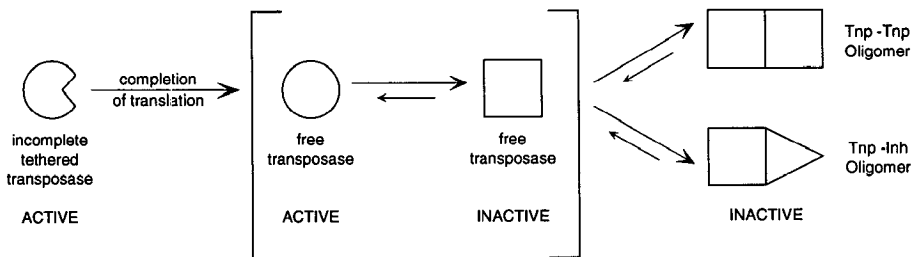 completion
of translation
incomplete
tethered
transposase
ACTIVE
free
transposase
ACTIVE
free
transposase
INACTIVE
Tnp -Tnp
Oligomer
Tnp -Inh
Oligomer
INACTIVE